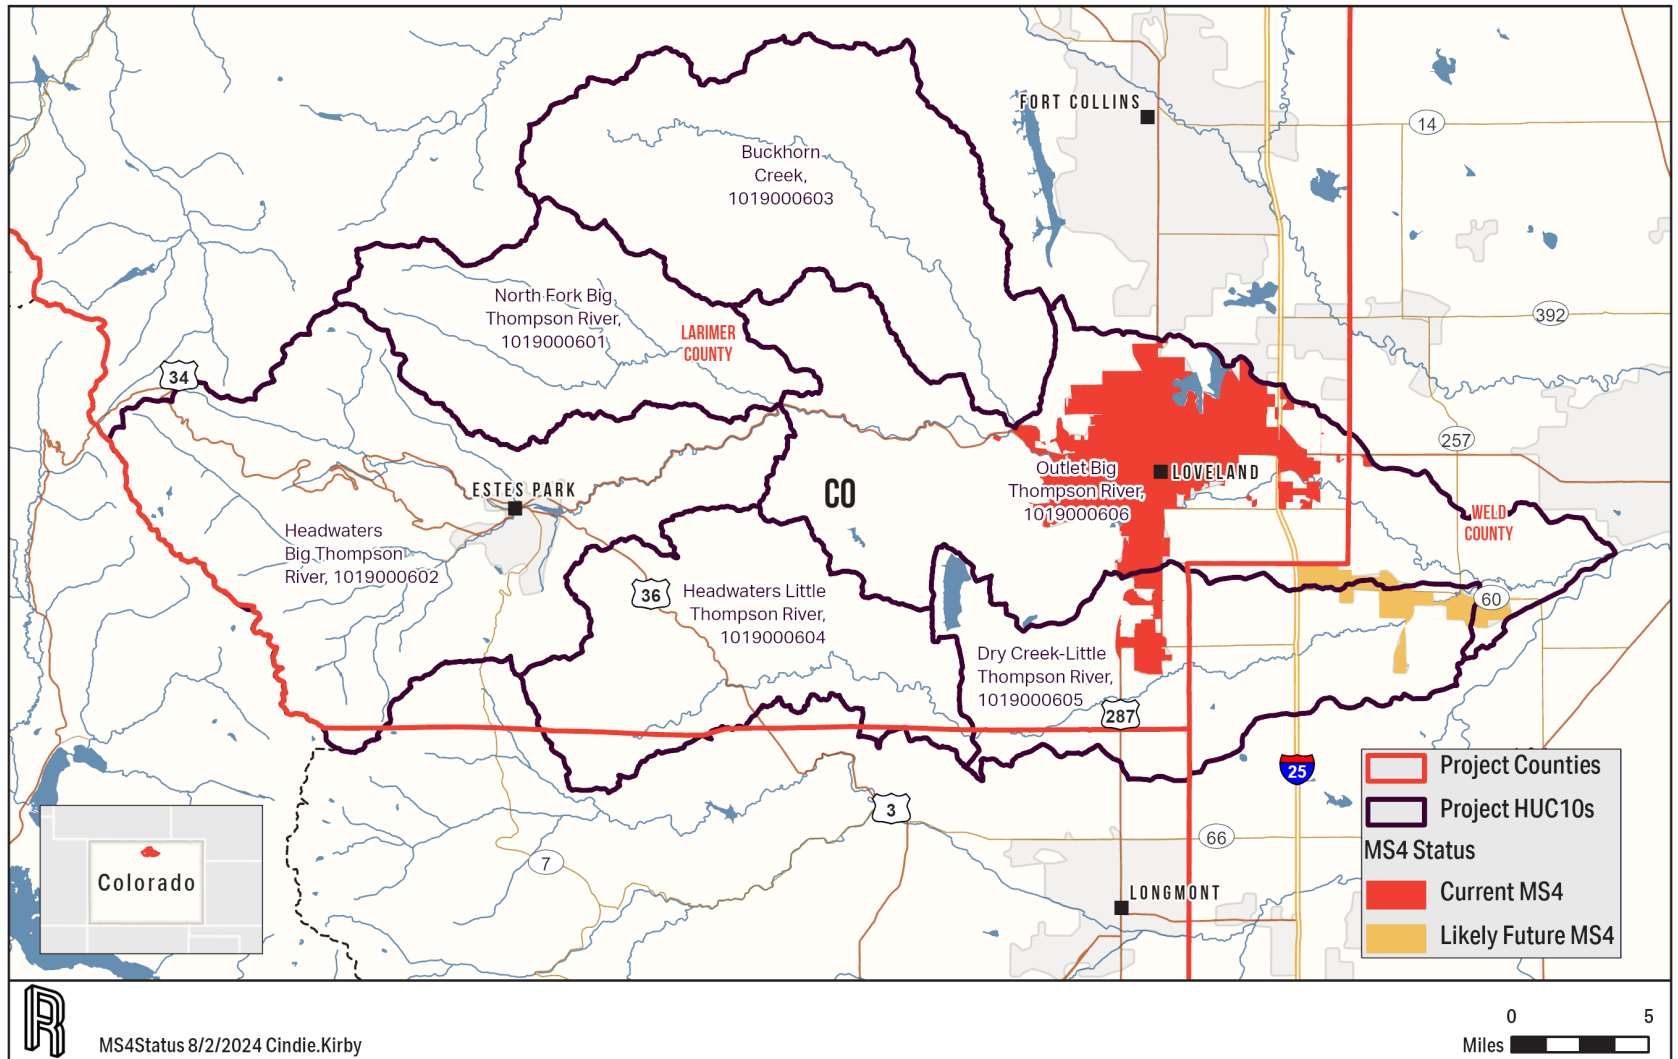 FORT COLLINS
14
Buckhorn
Creek,
1019000603
North Fork Big
Thompson River,
1019000601
LARIMER
COUNTY
392
34
257
ESTES PARK
CO
Outlet Big
Thompson River,
1019000606
LOVELAND
WELD
COUNTY
Headwaters
Big Thompson
River, 1019000602
36
Headwaters Little
Thompson River,
1019000604
60
Dry Creek-Little
Thompson River,
1019000605
287
25
3
66
7
LONGMONT
Colorado
Project Counties
Project HUC10s
MS4 Status
Current MS4
Likely Future MS4
R
MS4Status 8/2/2024 Cindie.Kirby
0 5
Miles